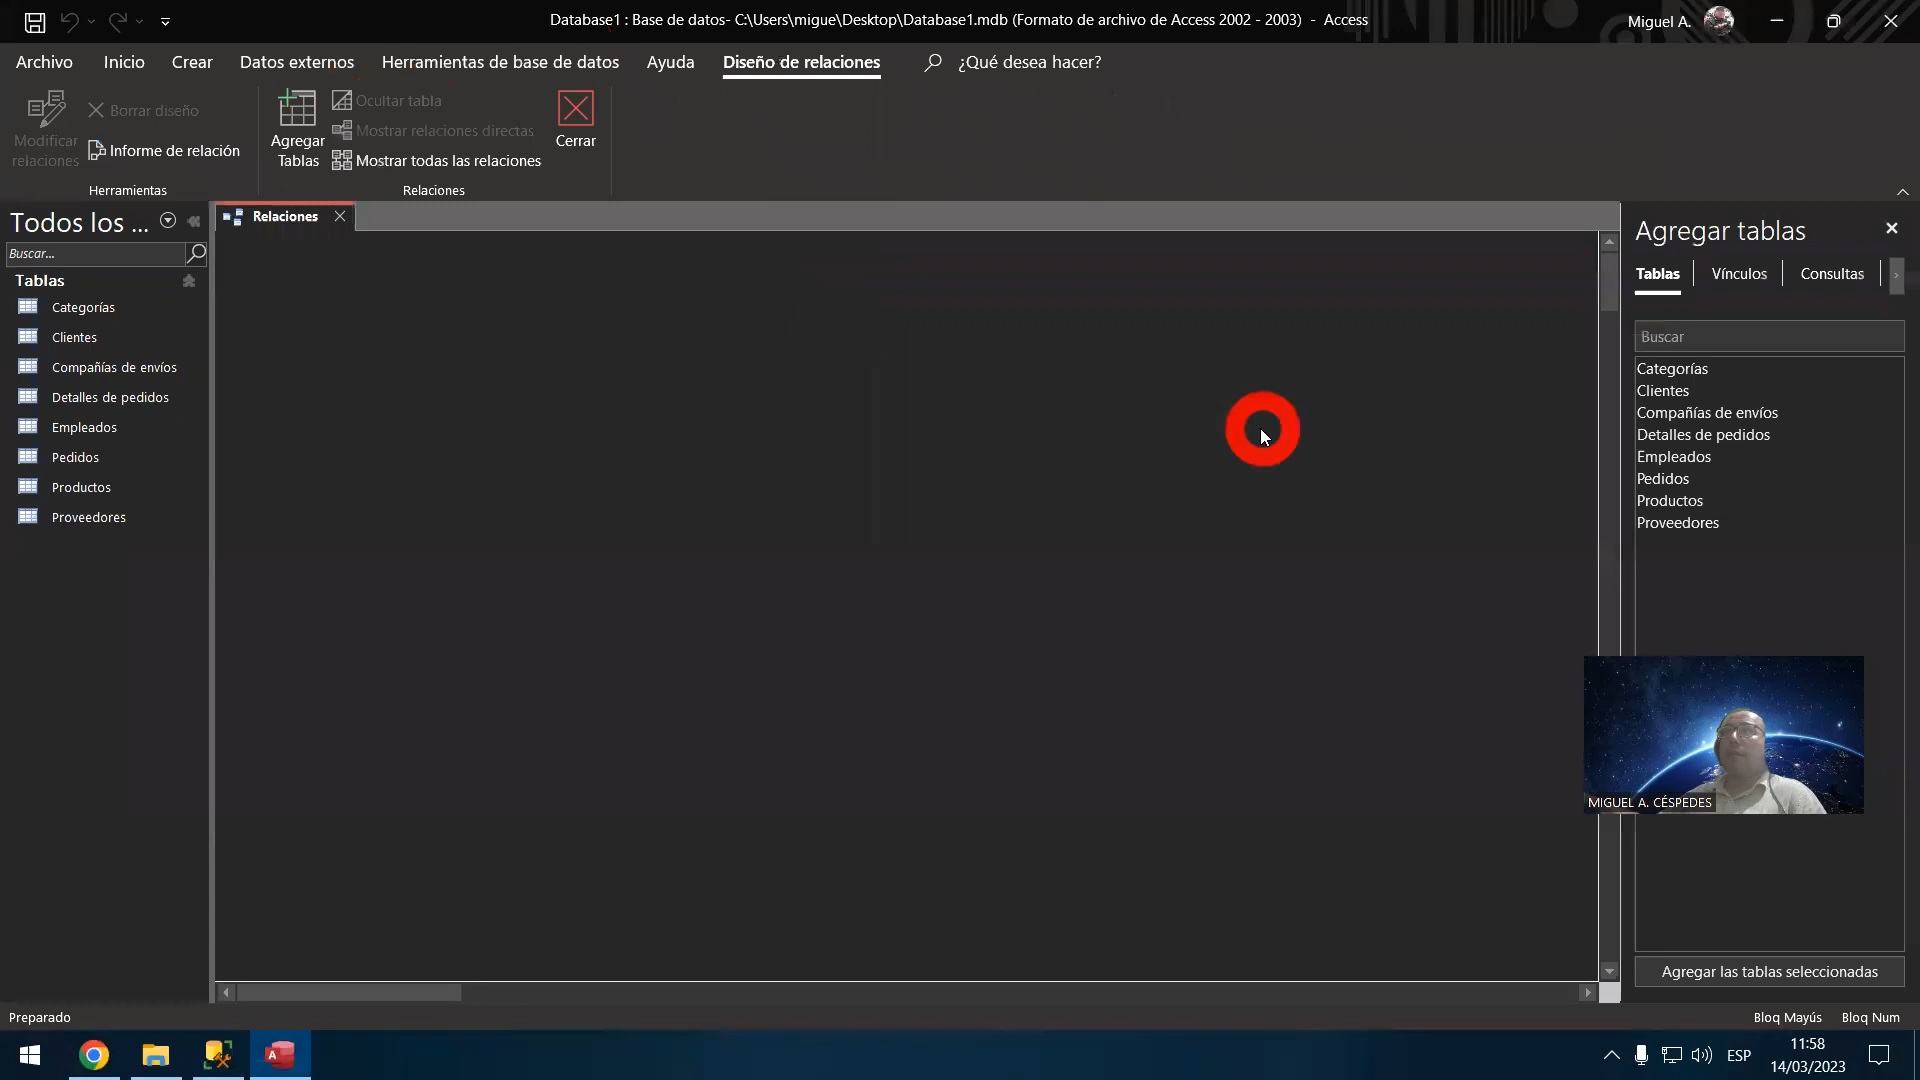 Database1 : Base de datos- C:\Users\migue\Desktop\Database1.mdb (Formato de archivo de Access 2002 - 2003) - Access
Miguel A.
Archivo
Inicio
Crear
Datos externos
Herramientas de base de datos
Ayuda
Diseño de relaciones
¿Qué desea hacer?
Modificar
relaciones
Borrar diseño
Informe de relación
Herramientas
Agregar
Tablas
Ocultar tabla
Mostrar relaciones directas
Mostrar todas las relaciones
Relaciones
Cerrar
Todos los ...
Buscar...
Tablas
Categorías
Clientes
Compañías de envíos
Detalles de pedidos
Empleados
Pedidos
Productos
Proveedores
Relaciones
Agregar tablas
Tablas
Vínculos
Consultas
Buscar
Categorías
Clientes
Compañías de envíos
Detalles de pedidos
Empleados
Pedidos
Productos
Proveedores
MIGUEL A. CÉSPEDES
Agregar las tablas seleccionadas
Preparado
Bloq Mayús
Bloq Num
A
ESP
11:58
14/03/2023